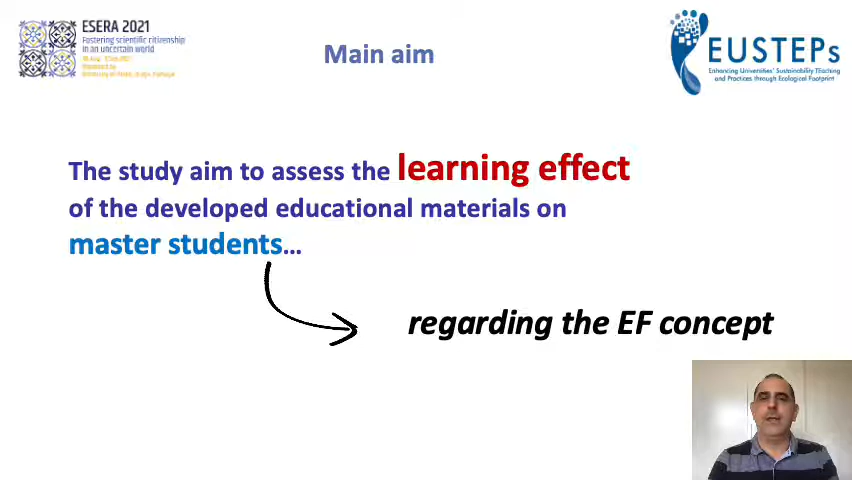 ESERA 2021
Fostering scientific citizenship
in an uncertain world
Main aim
EUSTEPs
Enhancing Universities' Sustainability Teaching
and Practices through Ecological Footprint
The study aim to assess the learning effect
of the developed educational materials on
master students...
regarding the EF concept